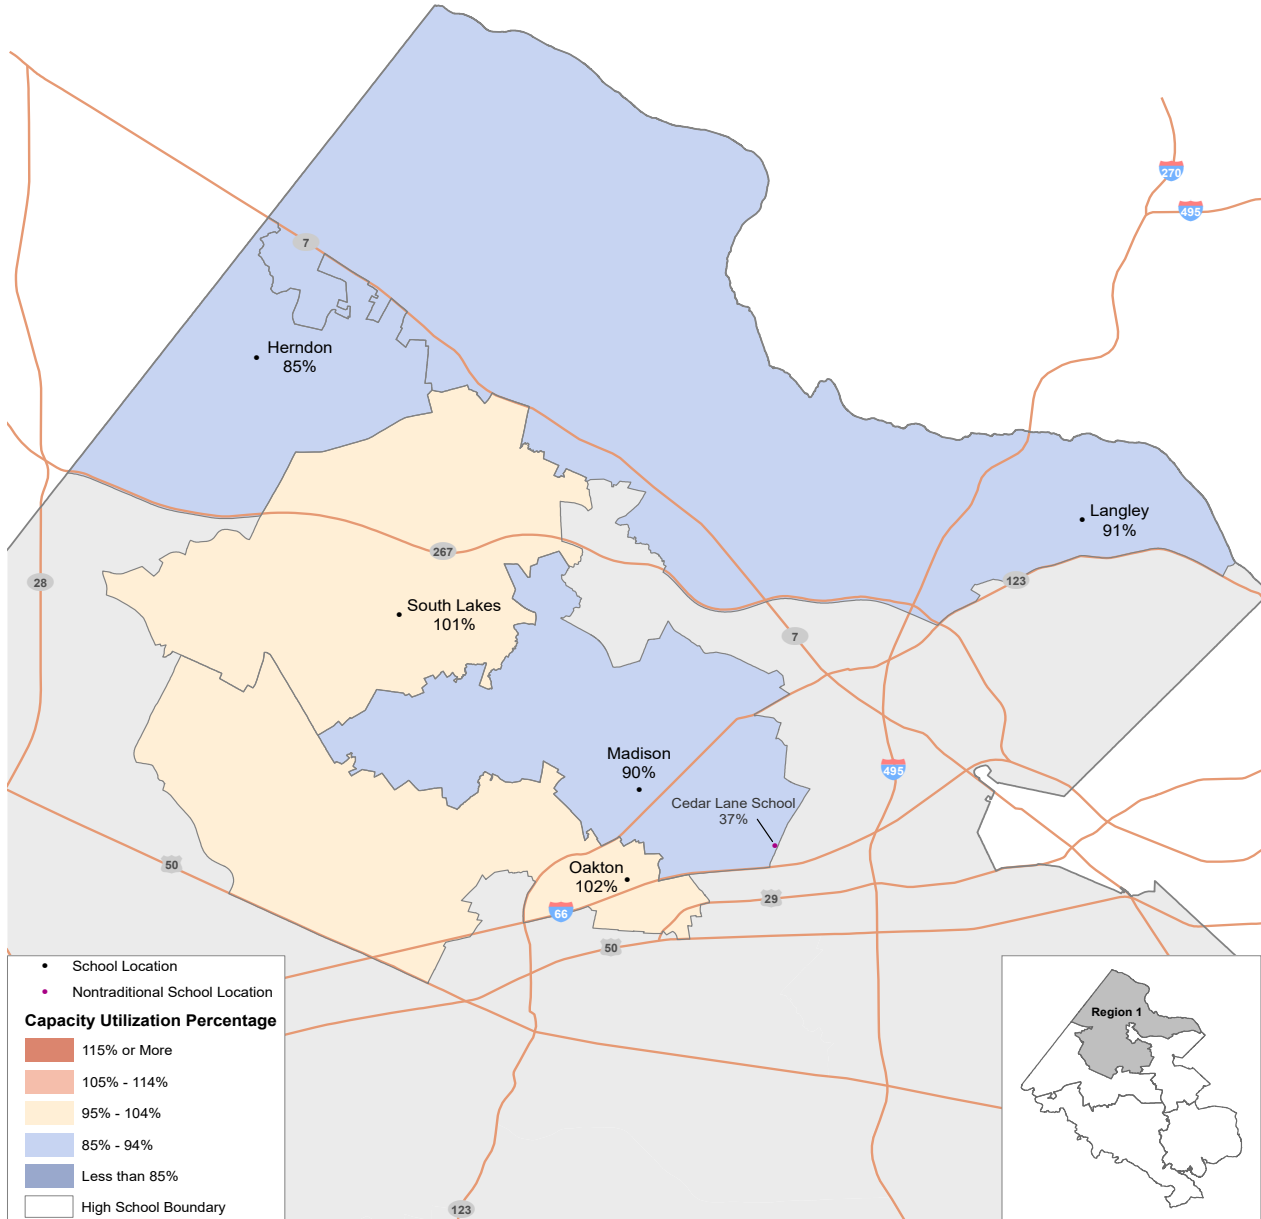 270
495
7
Herndon
85%
Langley
91%
267
123
28
South Lakes
101%
7
Madison
90%
495
Cedar Lane School
37%
50
Oakton
102%
29
66
50
123
School Location
Nontraditional School Location
Capacity Utilization Percentage
115% or More
105% - 114%
95% - 104%
85% - 94%
Less than 85%
High School Boundary
Region 1